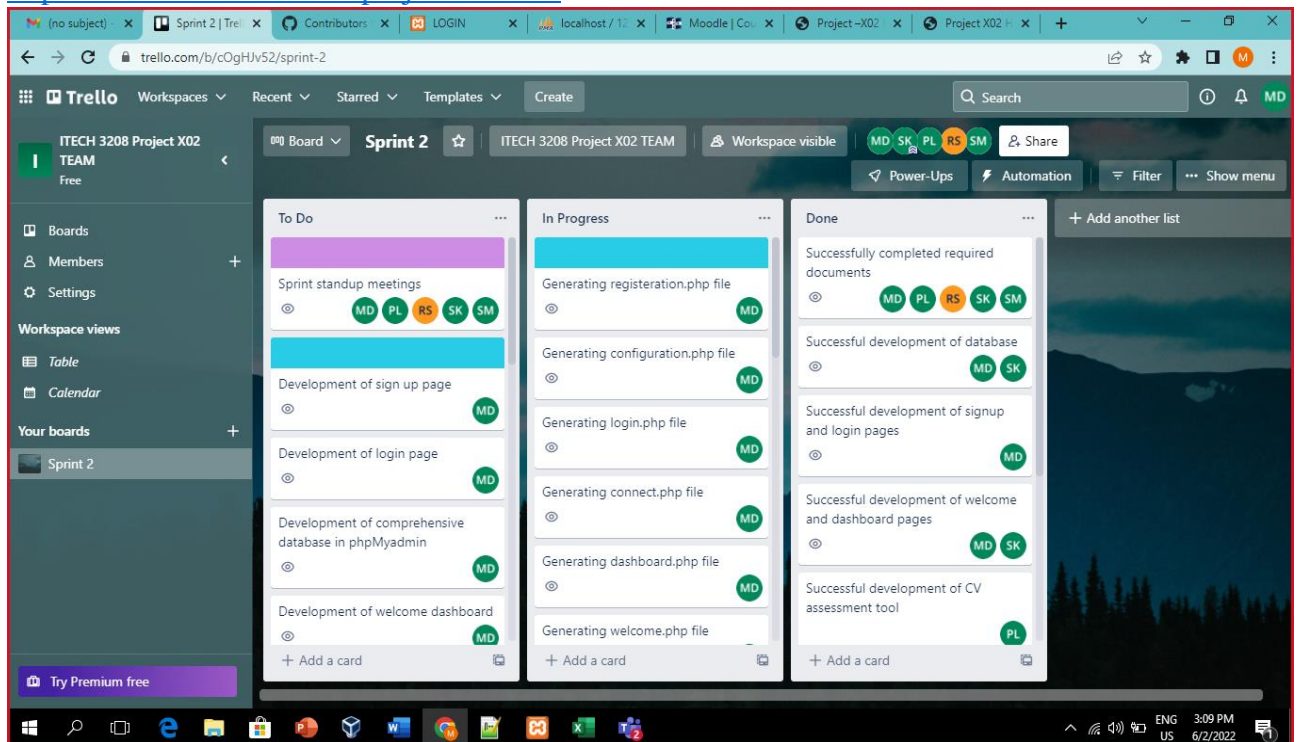 (no subject) -
Sprint 2 | Trel
Contributors
LOGIN
localhost / 12
Moodle | Cou
Project –X02
Project X02 H
trello.com/b/cOgHJv52/sprint-2
M
Trello
Workspaces
Recent
Starred
Templates
Create
Search
MD
I
ITECH 3208 Project X02
TEAM
Free
Board
Sprint 2
ITECH 3208 Project X02 TEAM
Workspace visible
MD SK PL RS SM
Share
Power-Ups
Automation
Filter
Show menu
Boards
Members
Settings
Workspace views
Table
Calendar
Your boards
Sprint 2
Try Premium free
To Do
Sprint standup meetings
MD PL RS SK SM
Development of sign up page
MD
Development of login page
MD
Development of comprehensive
database in phpMyadmin
MD
Development of welcome dashboard
MD
+ Add a card
In Progress
Generating registeration.php file
MD
Generating configuration.php file
MD
Generating login.php file
MD
Generating connect.php file
MD
Generating dashboard.php file
MD
Generating welcome.php file
+ Add a card
Done
Successfully completed required
documents
MD PL RS SK SM
Successful development of database
MD SK
Successful development of signup
and login pages
MD
Successful development of welcome
and dashboard pages
MD SK
Successful development of CV
assessment tool
PL
+ Add a card
+ Add another list
ENG
US
3:09 PM
6/2/2022